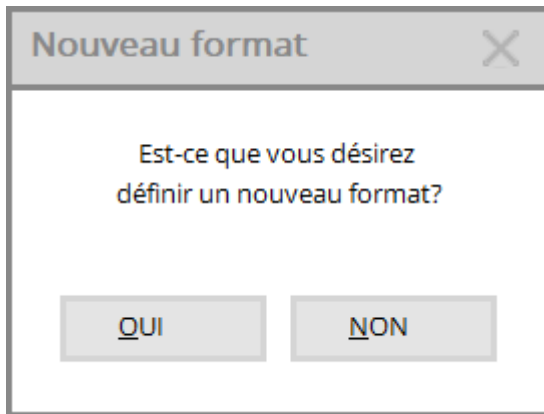 Nouveau format
Est-ce que vous désirez
définir un nouveau format?
OUI
NON